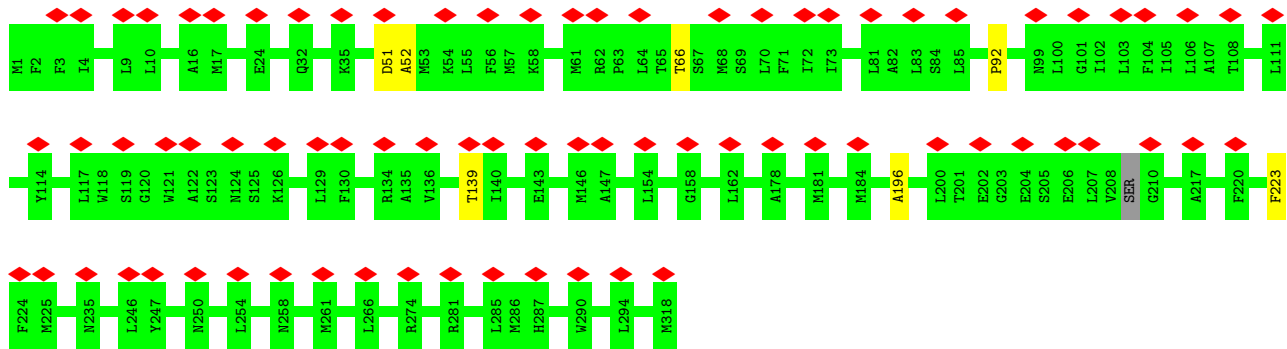 M1 F2 F3 I4 L9 L10 A16 M17 E24 Q32 K35 D51 A52 M53 K54 L55 F56 M57 K58 M61 R62 P63 L64 T65 T66 S67 M68 S69 L70 F71 I72 I73 L81 A82 L83 S84 L85 P92 N99 L100 G101 I102 L103 F104 I105 L106 A107 T108 L111
Y114 L117 W118 S119 G120 W121 A122 S123 N124 S125 K126 L129 F130 R134 A135 V136 T139 I140 E143 M146 A147 L154 G158 L162 A178 M181 M184 A196 L200 T201 E202 G203 E204 S205 E206 L207 V208 SER G210 A217 F220 F223
F224 M225 N235 L246 Y247 N250 L254 N258 M261 L266 R274 R281 L285 M286 H287 W290 L294 M318